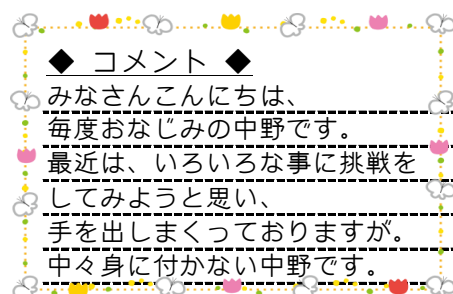 ◆ コメント ◆
みなさんこんにちは、
毎度おなじみの中野です。
最近は、いろいろな事に挑戦を
してみようと思い、
手を出しまくっておりますが。
中々身に付かない中野です。